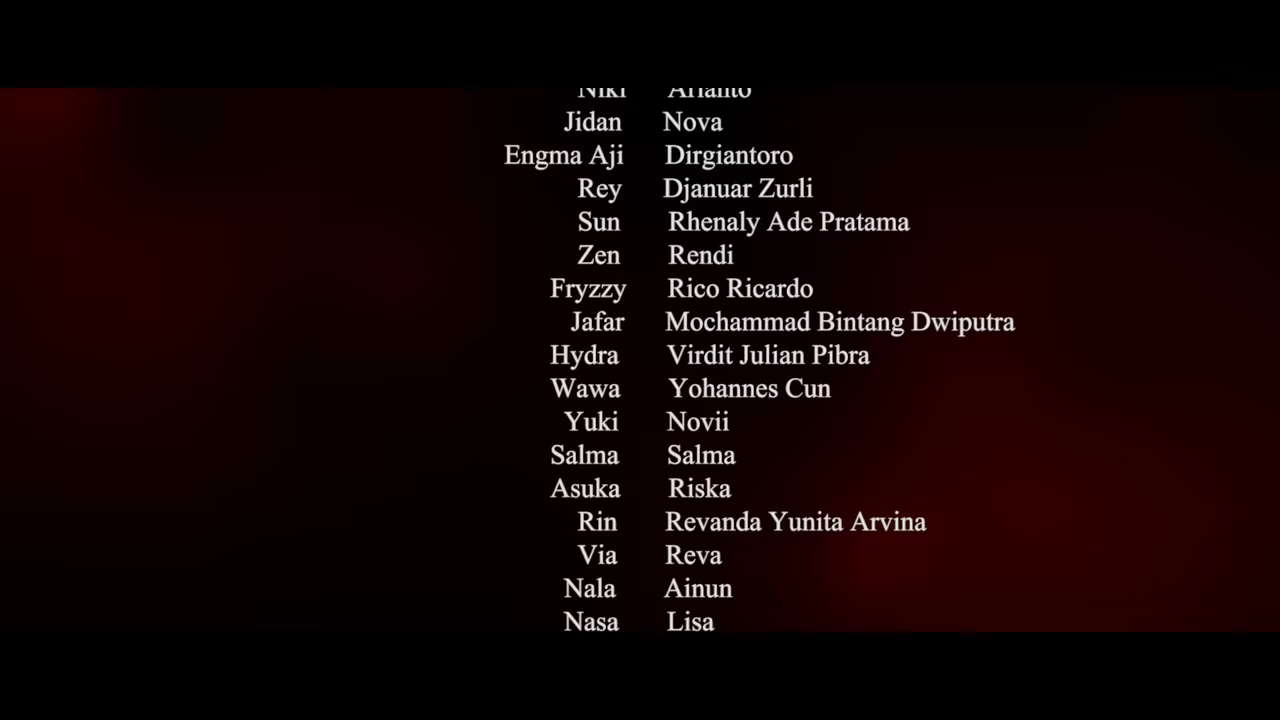 Niki Arianto
Jidan Nova
Engma Aji Dirgiantoro
Rey Djanuar Zurli
Sun Rhenaly Ade Pratama
Zen Rendi
Fryzzy Rico Ricardo
Jafar Mochammad Bintang Dwiputra
Hydra Virdit Julian Pibra
Wawa Yohannes Cun
Yuki Novii
Salma Salma
Asuka Riska
Rin Revanda Yunita Arvina
Via Reva
Nala Ainun
Nasa Lisa